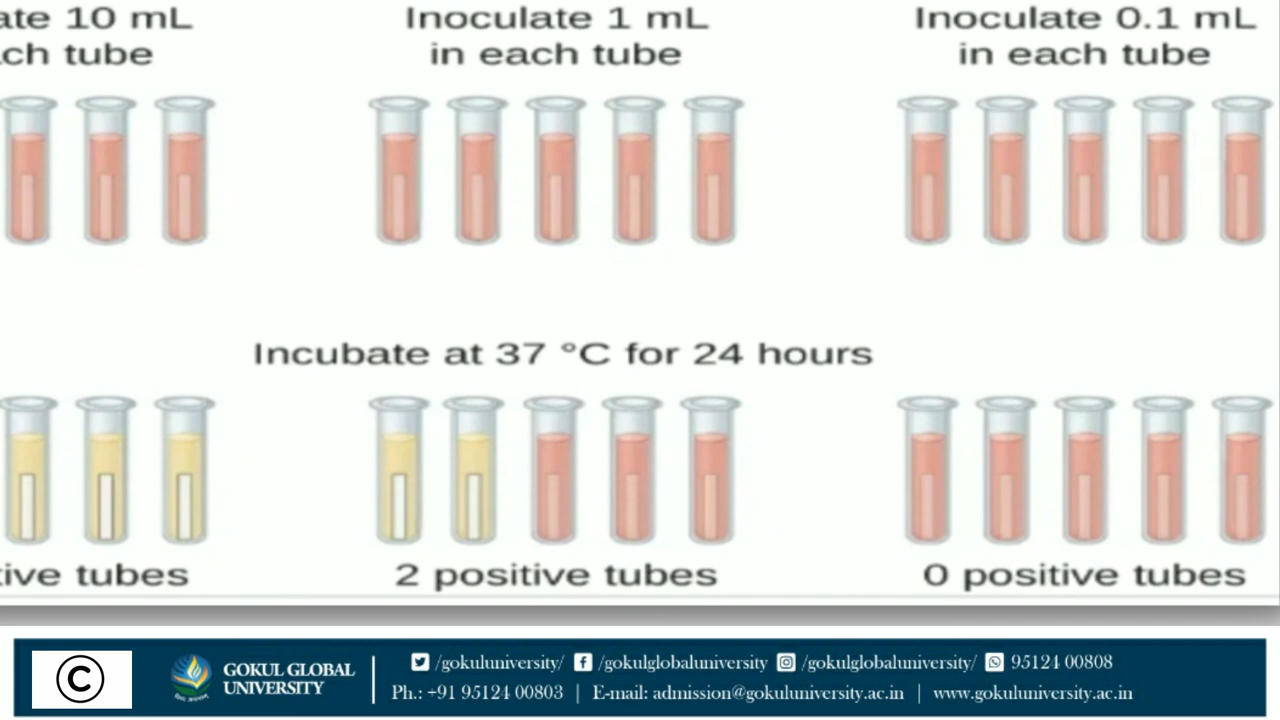 ate 10 mL
ch tube
Inoculate 1 mL
in each tube
Inoculate 0.1 mL
in each tube
Incubate at 37 °C for 24 hours
tive tubes
2 positive tubes
0 positive tubes
©
GOKUL GLOBAL
UNIVERSITY
/gokuluniversity/ /gokulglobaluniversity /gokulglobaluniversity/ 95124 00808
Ph.: +91 95124 00803 | E-mail: admission@gokuluniversity.ac.in | www.gokuluniversity.ac.in